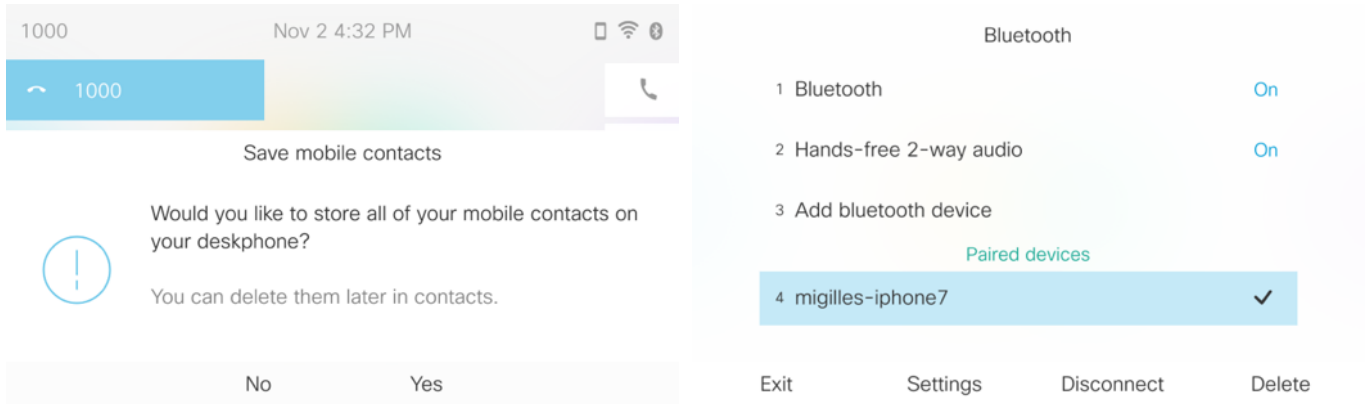 1000 Nov 2 4:32 PM
1000
Save mobile contacts
Would you like to store all of your mobile contacts on
your deskphone?
You can delete them later in contacts.
No Yes
Bluetooth
1 Bluetooth On
2 Hands-free 2-way audio On
3 Add bluetooth device
Paired devices
4 migilles-iphone7
Exit Settings Disconnect Delete